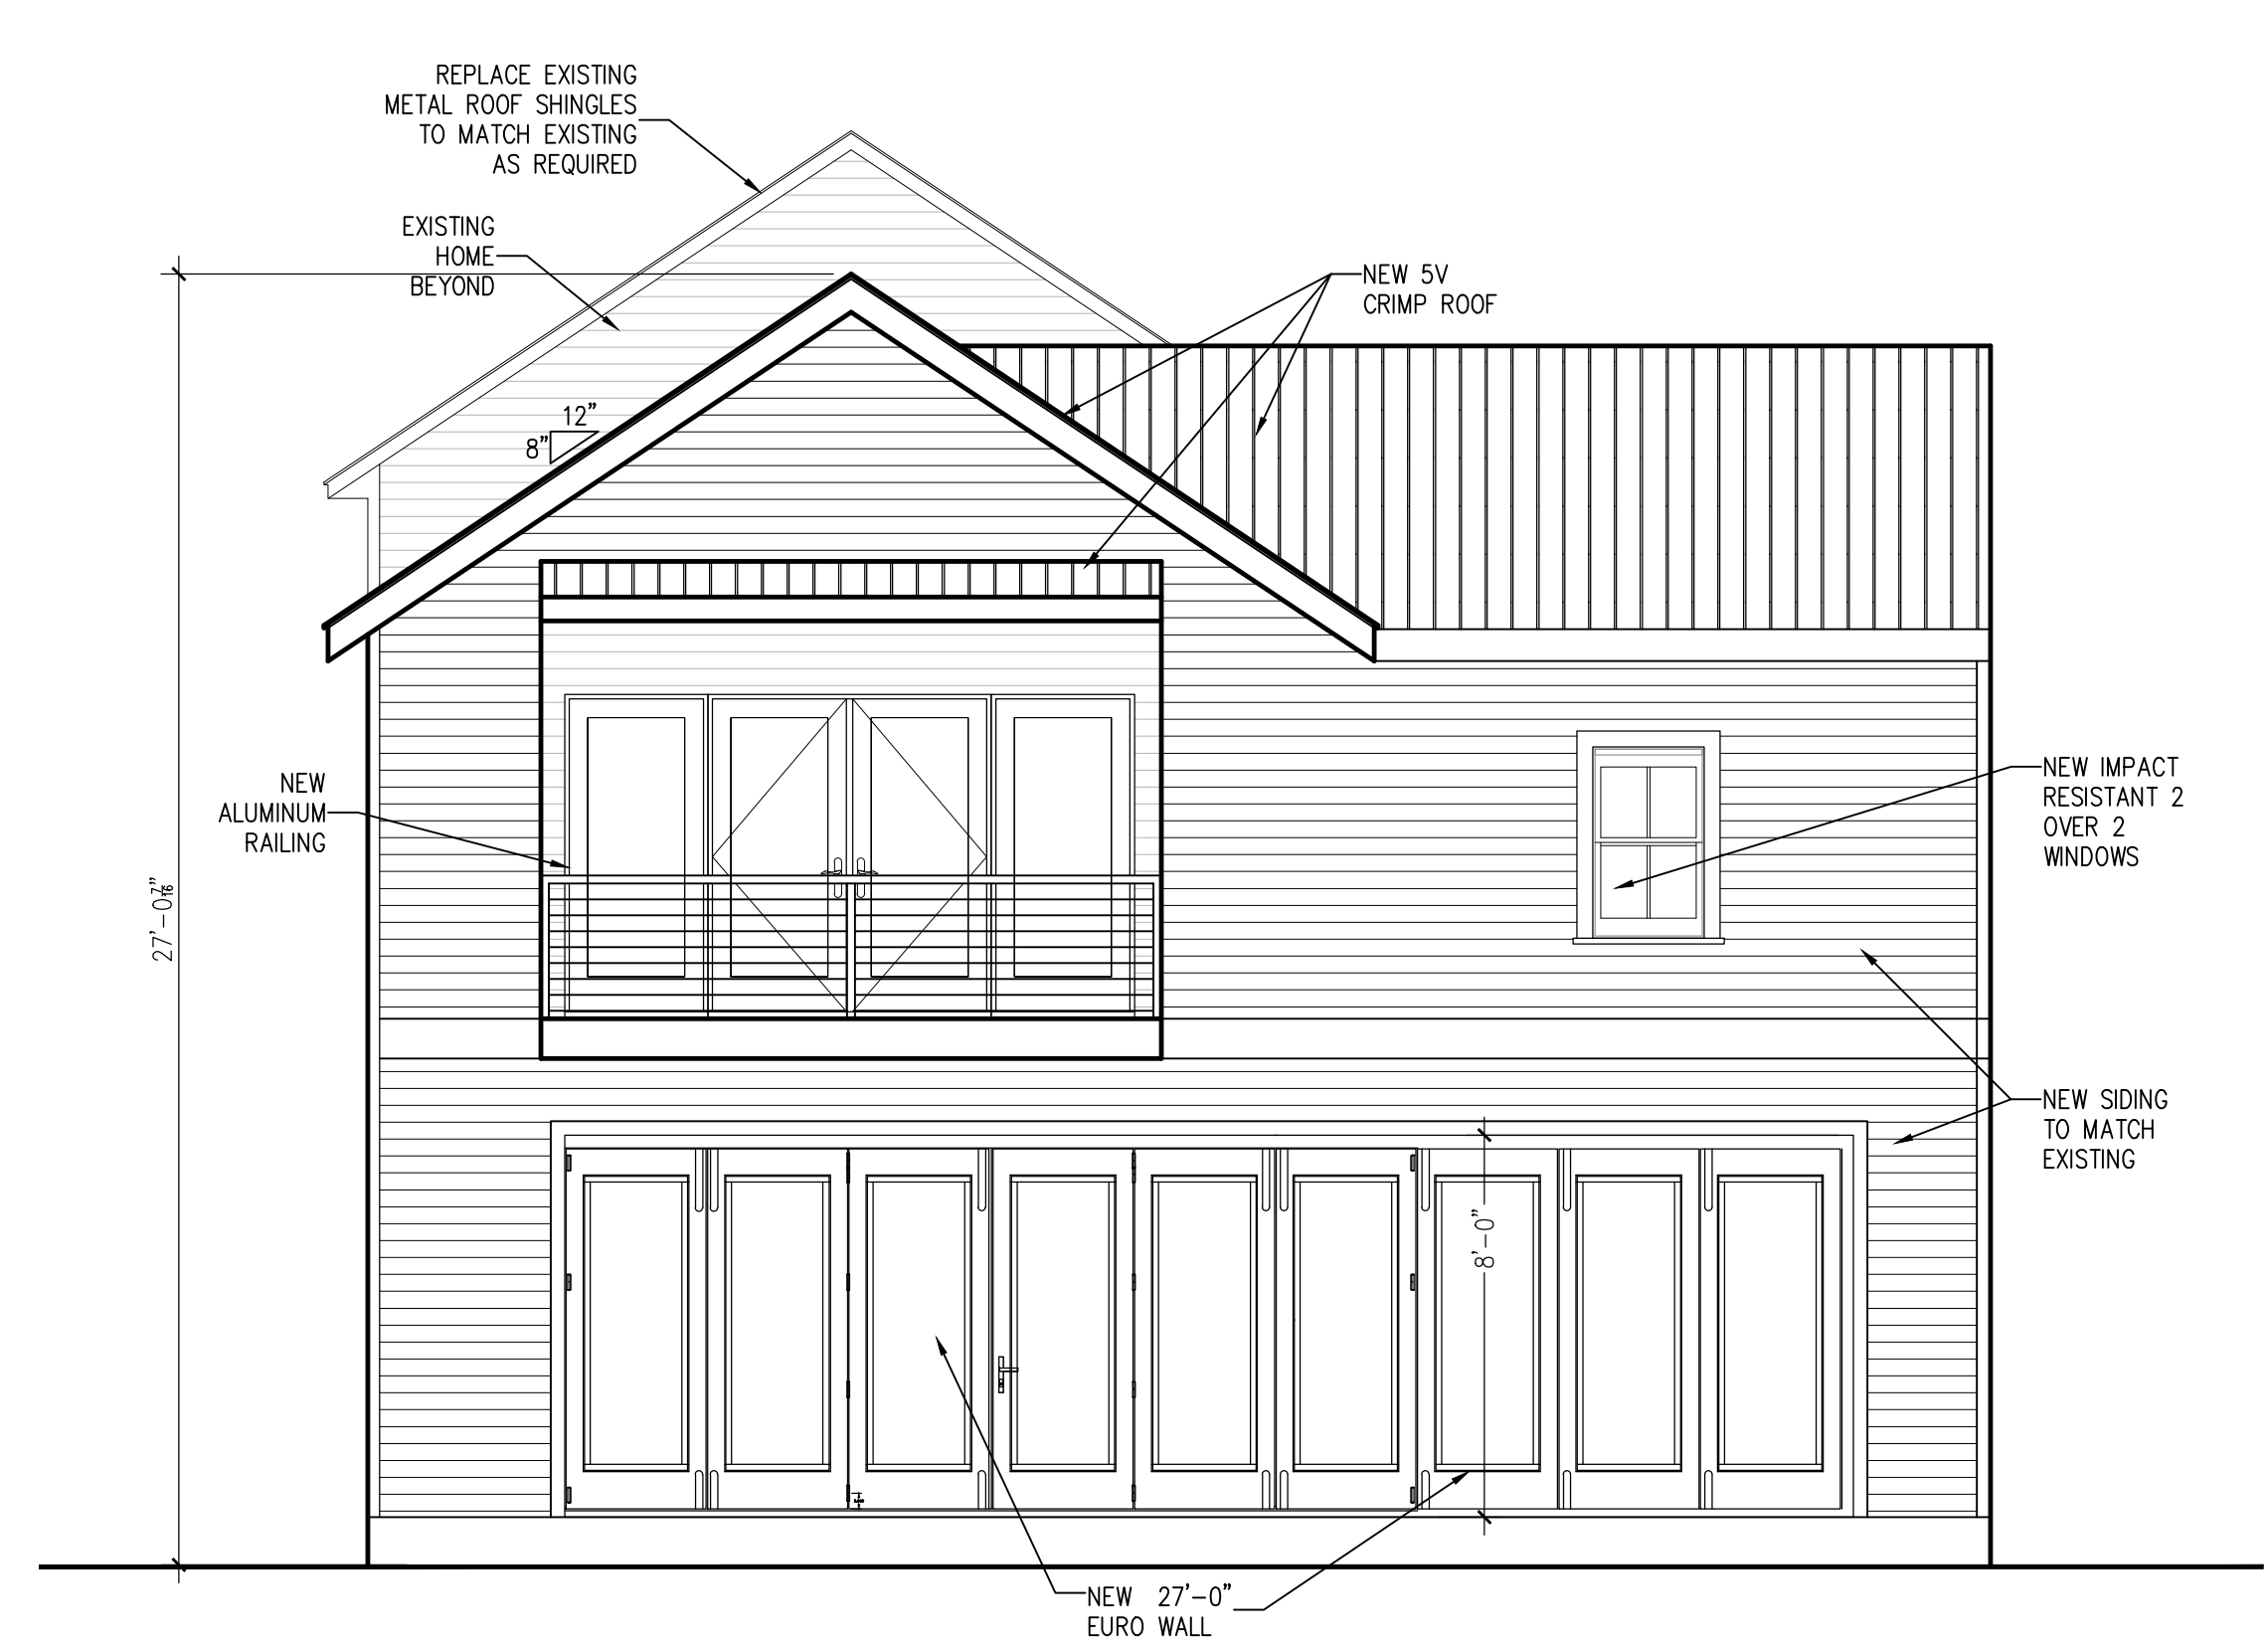 REPLACE EXISTING
METAL ROOF SHINGLES
TO MATCH EXISTING
AS REQUIRED
EXISTING
HOME
BEYOND
NEW 5V
CRIMP ROOF
12"
8"
NEW
ALUMINUM
RAILING
NEW IMPACT
RESISTANT 2
OVER 2
WINDOWS
27'-0 7/16"
NEW SIDING
TO MATCH
EXISTING
8'-0"
NEW 27'-0"
EURO WALL